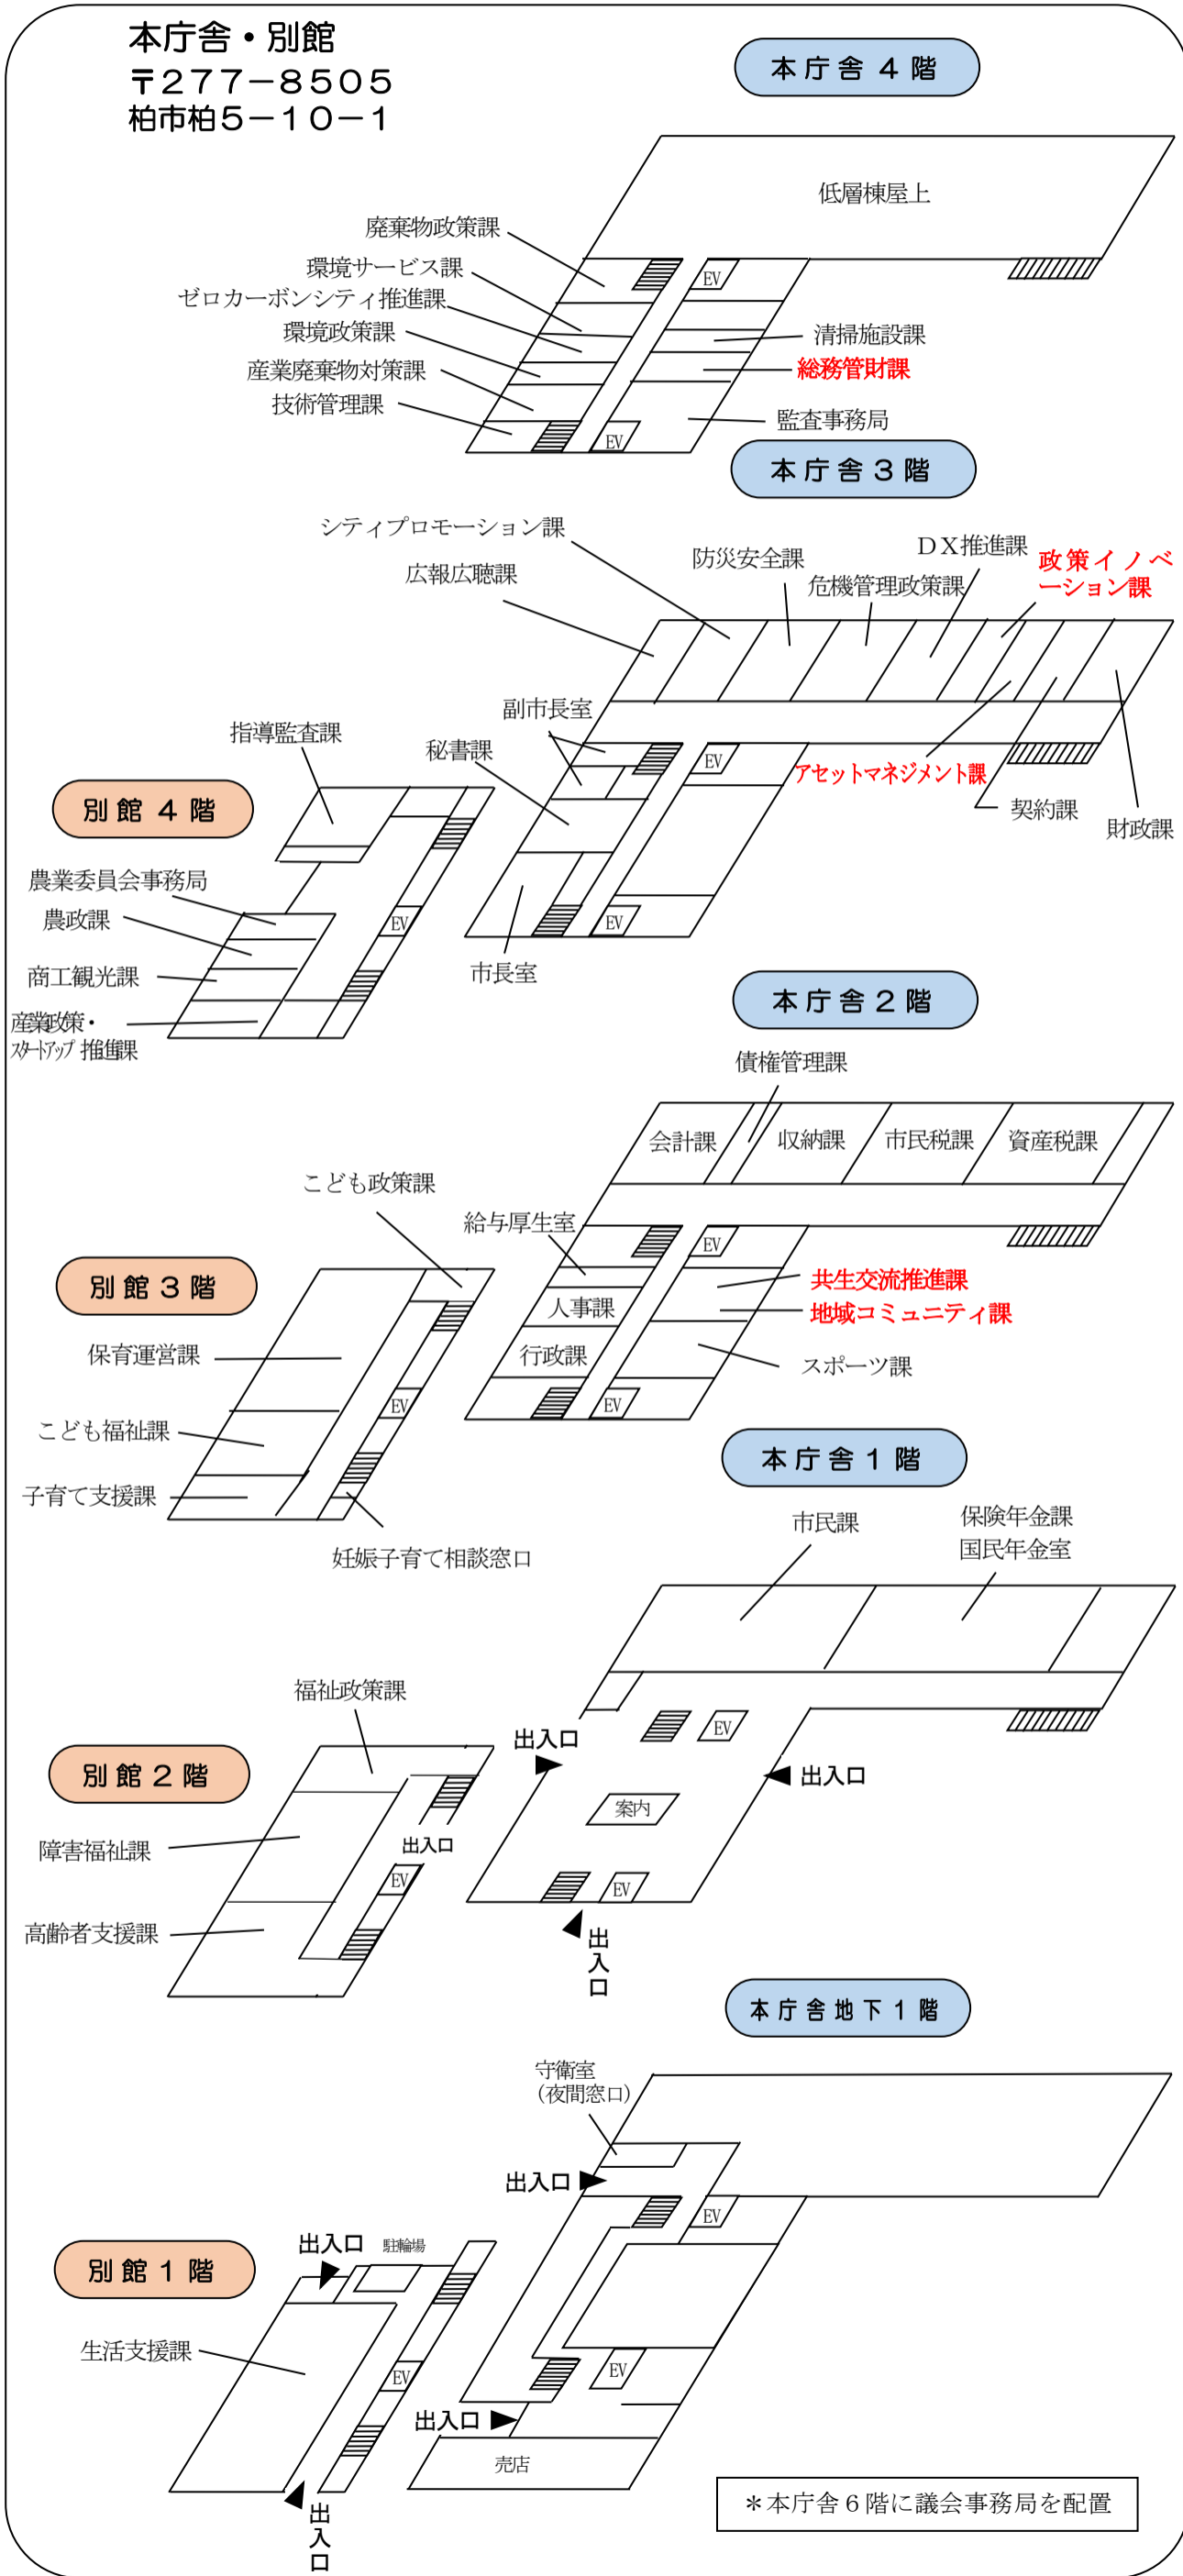 本庁舎・別館
〒277－8505
柏市柏5－10－1
本庁舎4階
低層棟屋上
廃棄物政策課
環境サービス課
ゼロカーボンシティ推進課
環境政策課
産業廃棄物対策課
技術管理課
EV
清掃施設課
総務管財課
監査事務局
EV
本庁舎3階
シティプロモーション課
広報広聴課
防災安全課
危機管理政策課
DX推進課
政策イノベ
ーション課
副市長室
秘書課
EV
アセットマネジメント課
契約課
財政課
市長室
EV
別館4階
指導監査課
農業委員会事務局
農政課
商工観光課
産業政策・
スタートアップ推進課
EV
本庁舎2階
債権管理課
会計課
収納課
市民税課
資産税課
給与厚生室
人事課
行政課
EV
共生交流推進課
地域コミュニティ課
スポーツ課
EV
別館3階
こども政策課
保育運営課
こども福祉課
子育て支援課
EV
妊娠子育て相談窓口
本庁舎1階
市民課
保険年金課
国民年金室
出入口
EV
出入口
案内
EV
出入口
別館2階
福祉政策課
障害福祉課
高齢者支援課
出入口
EV
本庁舎地下1階
守衛室
（夜間窓口）
出入口
EV
EV
出入口
売店
別館1階
出入口
駐輪場
生活支援課
EV
出入口
＊本庁舎6階に議会事務局を配置